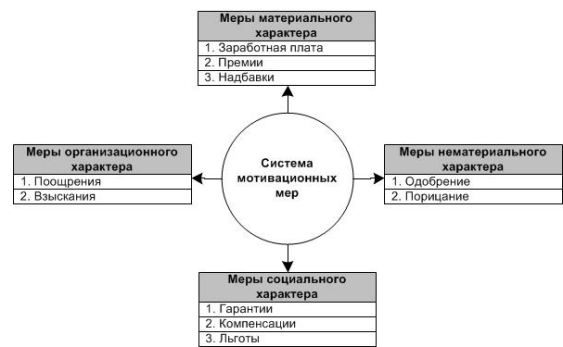 Меры материального
характера
1. Заработная плата
2. Премии
3. Надбавки
Меры организационного
характера
1. Поощрения
2. Взыскания
Система
мотивационных
мер
Меры нематериального
характера
1. Одобрение
2. Порицание
Меры социального
характера
1. Гарантии
2. Компенсации
3. Льготы